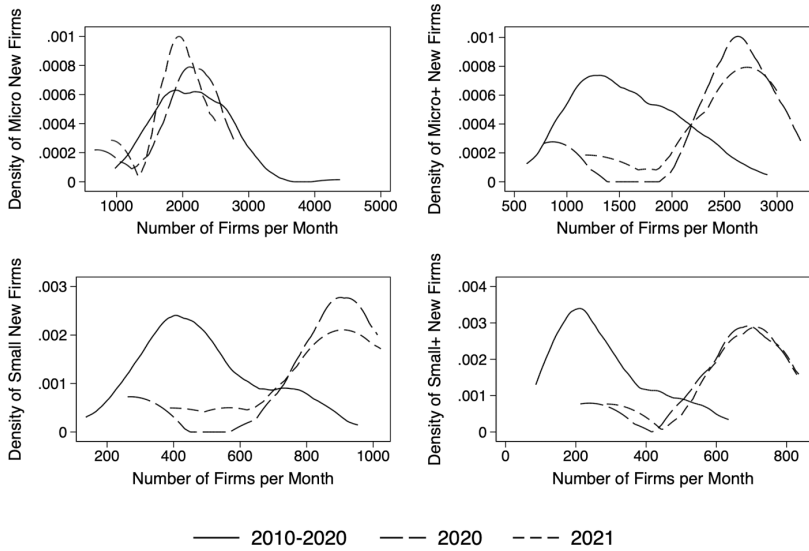 Density of Micro New Firms
.001
.0008
.0006
.0004
.0002
0
1000 2000 3000 4000 5000
Number of Firms per Month
Density of Micro+ New Firms
.001
.0008
.0006
.0004
.0002
0
500 1000 1500 2000 2500 3000
Number of Firms per Month
Density of Small New Firms
.003
.002
.001
0
200 400 600 800 1000
Number of Firms per Month
Density of Small+ New Firms
.004
.003
.002
.001
0
0 200 400 600 800
Number of Firms per Month
2010-2020 2020 2021